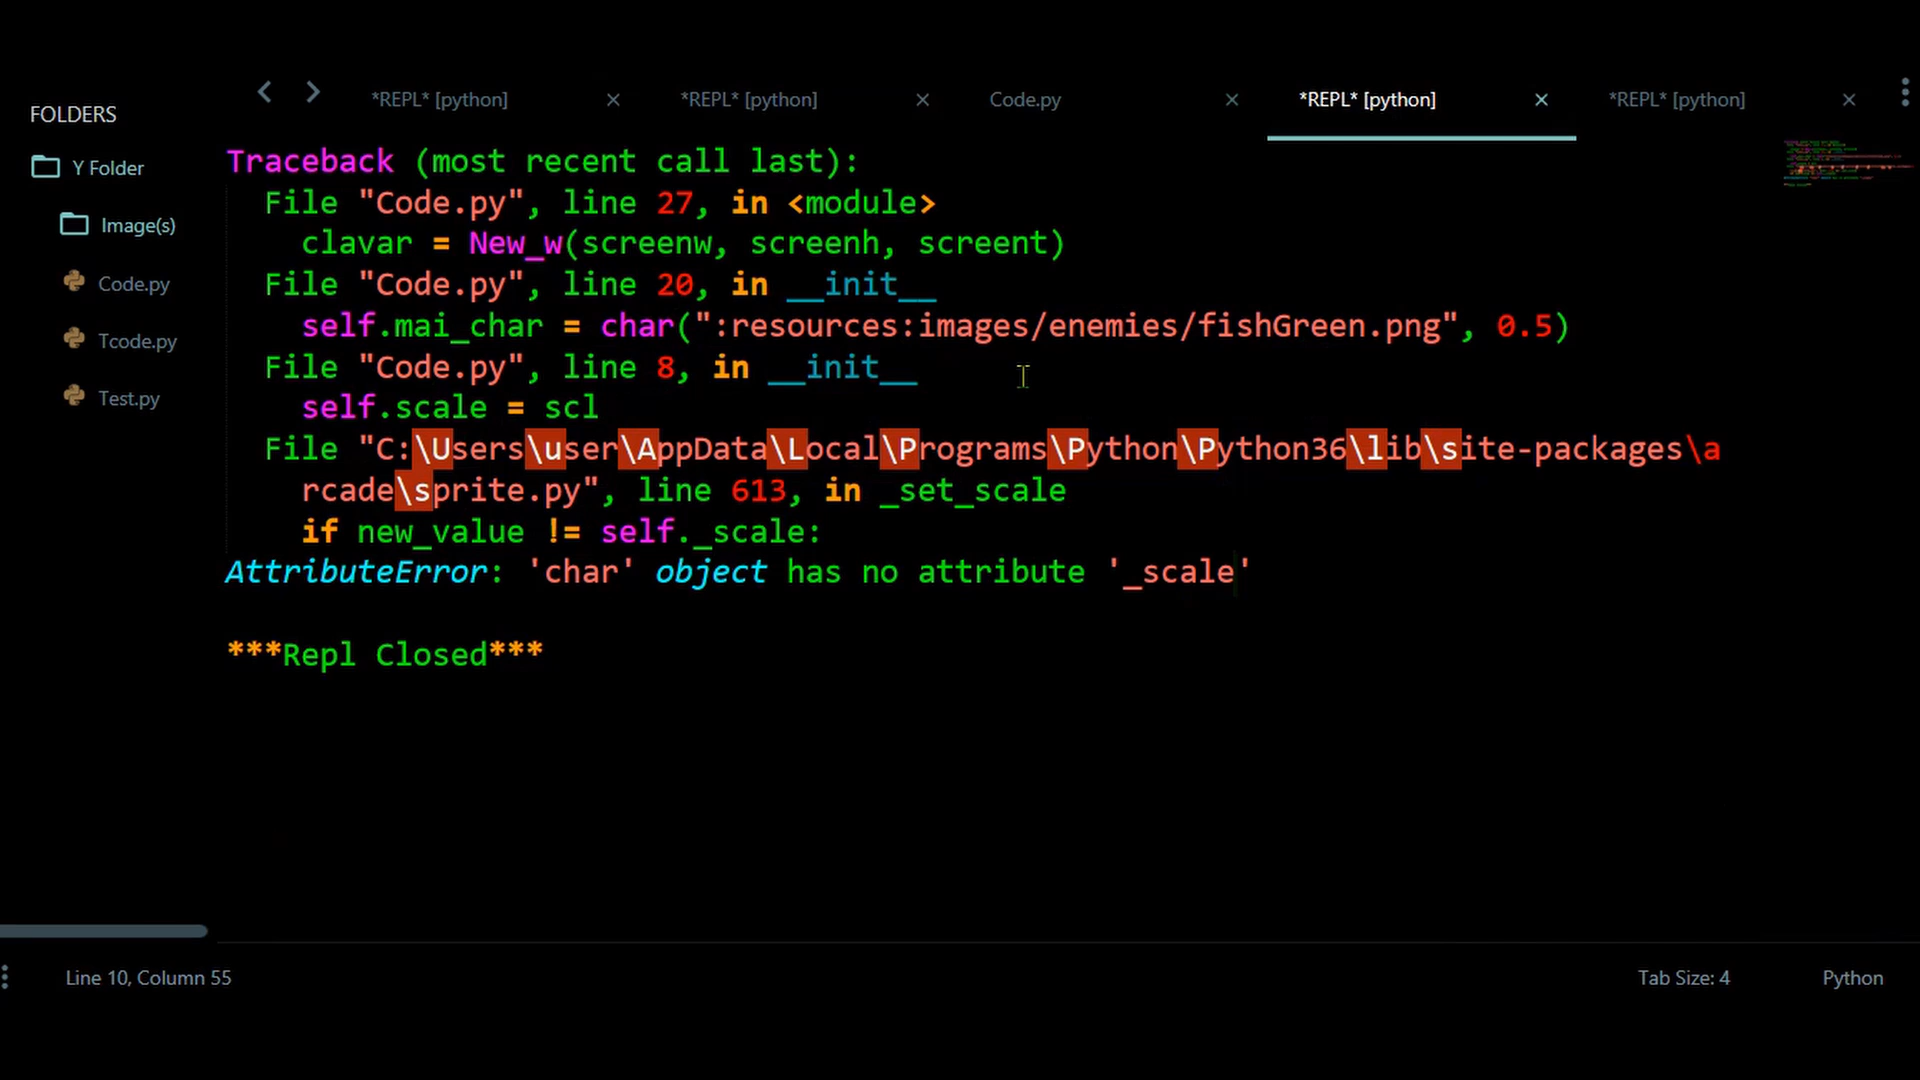 *REPL* [python]
*REPL* [python]
Code.py
*REPL* [python]
*REPL* [python]
FOLDERS
Y Folder
Image(s)
Code.py
Tcode.py
Test.py
Traceback (most recent call last):
File "Code.py", line 27, in <module>
clavar = New_w(screenw, screenh, screent)
File "Code.py", line 20, in __init__
self.mai_char = char(":resources:images/enemies/fishGreen.png", 0.5)
File "Code.py", line 8, in __init__
self.scale = scl
File "C:\Users\user\AppData\Local\Programs\Python\Python36\lib\site-packages\a
rcade\sprite.py", line 613, in _set_scale
if new_value != self._scale:
AttributeError: 'char' object has no attribute '_scale'
***Repl Closed***
Line 10, Column 55
Tab Size: 4
Python